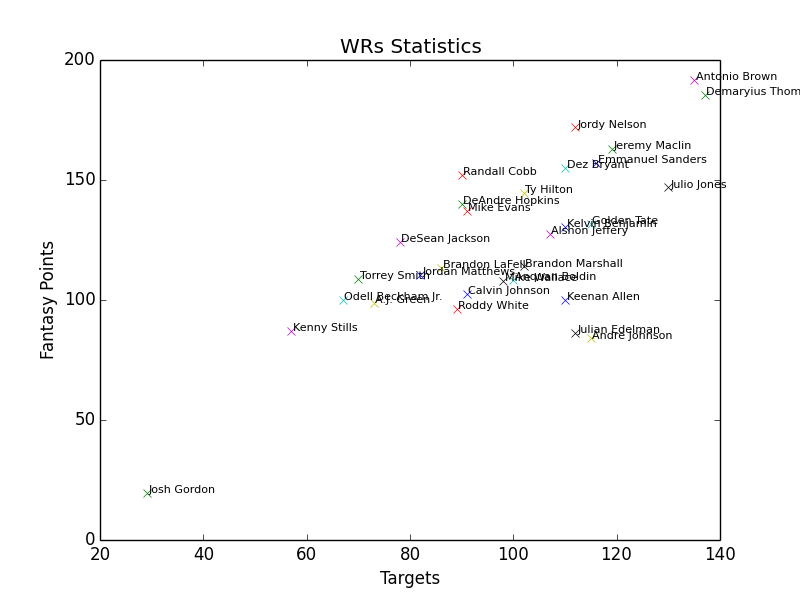 WRs Statistics
200
Antonio Brown
Demaryius Thom
Jordy Nelson
Jeremy Maclin
Emmanuel Sanders
Dez Bryant
Randall Cobb
150
Julio Jones
Ty Hilton
DeAndre Hopkins
Mike Evans
Golden Tate
Kelvin Benjamin
Alshon Jeffery
DeSean Jackson
Fantasy Points
Brandon Marshall
Brandon LaFell
Jordan Matthews
Torrey Smith
Anquan Boldin
Mike Wallace
Calvin Johnson
100
Odell Beckham Jr.
A.J. Green
Keenan Allen
Roddy White
Kenny Stills
Julian Edelman
Andre Johnson
50
Josh Gordon
0
20 40 60 80 100 120 140
Targets